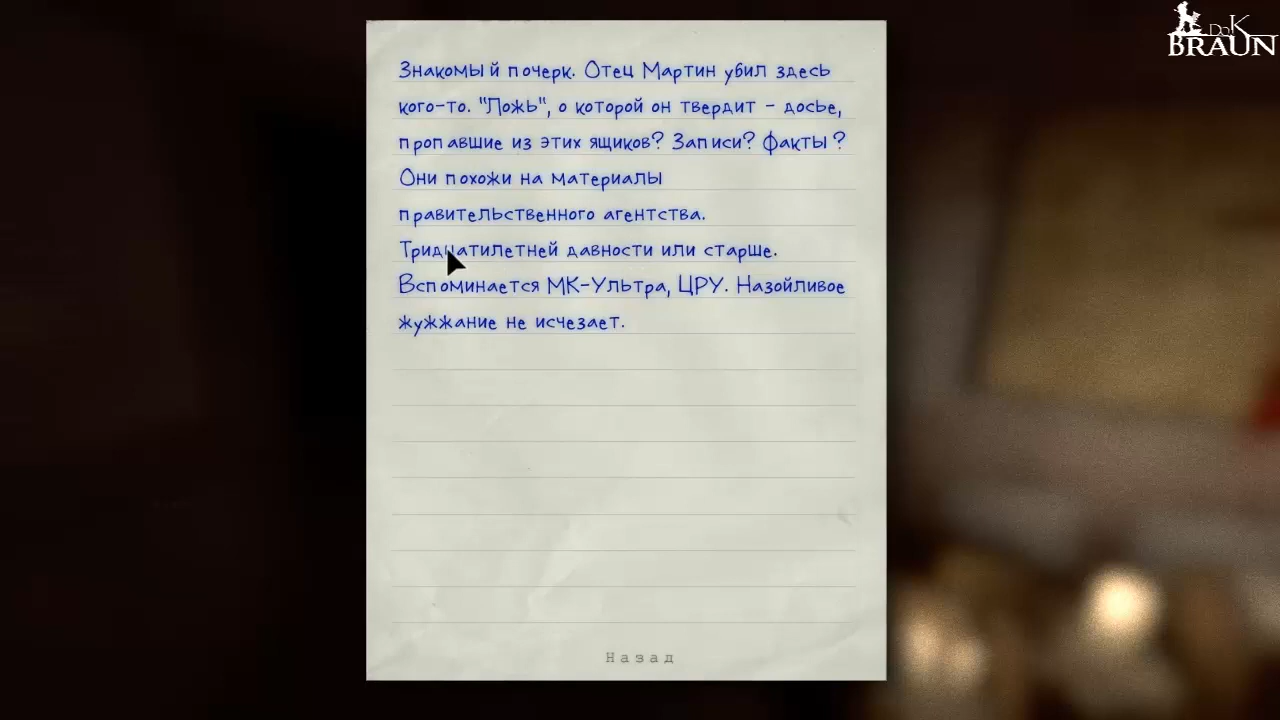 DoK
BRAUN
Знакомый почерк. Отец Мартин убил здесь
кого-то. "Ложь", о которой он твердит - досье,
пропавшие из этих ящиков? Записи? Факты?
Они похожи на материалы
правительственного агентства.
Тридцатилетней давности или старше.
Вспоминается МК-Ультра, ЦРУ. Назойливое
жужжание не исчезает.
Назад